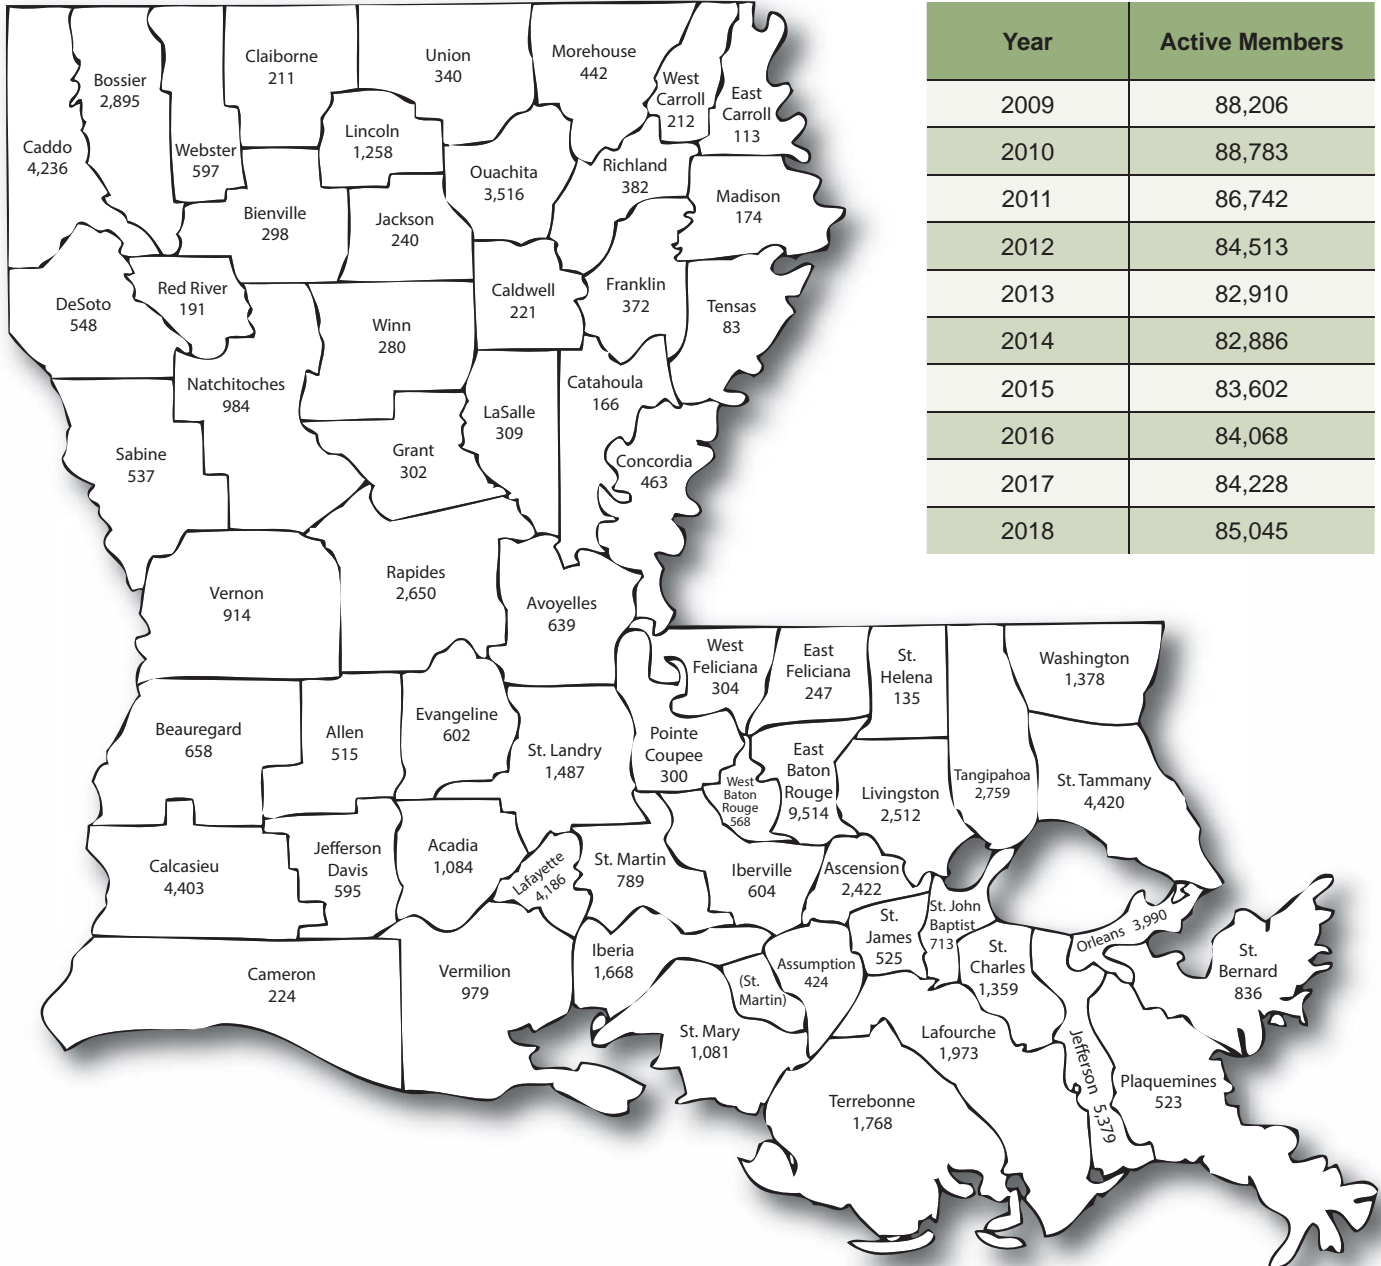 Claiborne
211
Union
340
Morehouse
442
Bossier
2,895
West
Carroll
212
East
Carroll
113
Caddo
4,236
Webster
597
Lincoln
1,258
Ouachita
3,516
Richland
382
Madison
174
Bienville
298
Jackson
240
DeSoto
548
Red River
191
Winn
280
Caldwell
221
Franklin
372
Tensas
83
Natchitoches
984
LaSalle
309
Catahoula
166
Sabine
537
Grant
302
Concordia
463
Vernon
914
Rapides
2,650
Avoyelles
639
West
Feliciana
304
East
Feliciana
247
St.
Helena
135
Washington
1,378
Beauregard
658
Allen
515
Evangeline
602
St. Landry
1,487
Pointe
Coupee
300
West
Baton
Rouge
568
East
Baton
Rouge
9,514
Livingston
2,512
Tangipahoa
2,759
St. Tammany
4,420
Calcasieu
4,403
Jefferson
Davis
595
Acadia
1,084
Lafayette
4,186
St. Martin
789
Iberville
604
Ascension
2,422
St.
James
525
St. John
Baptist
713
St.
Charles
1,359
Orleans 3,990
St.
Bernard
836
Cameron
224
Vermilion
979
Iberia
1,668
(St.
Martin)
Assumption
424
St. Mary
1,081
Lafourche
1,973
Jefferson 5,379
Plaquemines
523
Terrebonne
1,768
Year Active Members
2009 88,206
2010 88,783
2011 86,742
2012 84,513
2013 82,910
2014 82,886
2015 83,602
2016 84,068
2017 84,228
2018 85,045